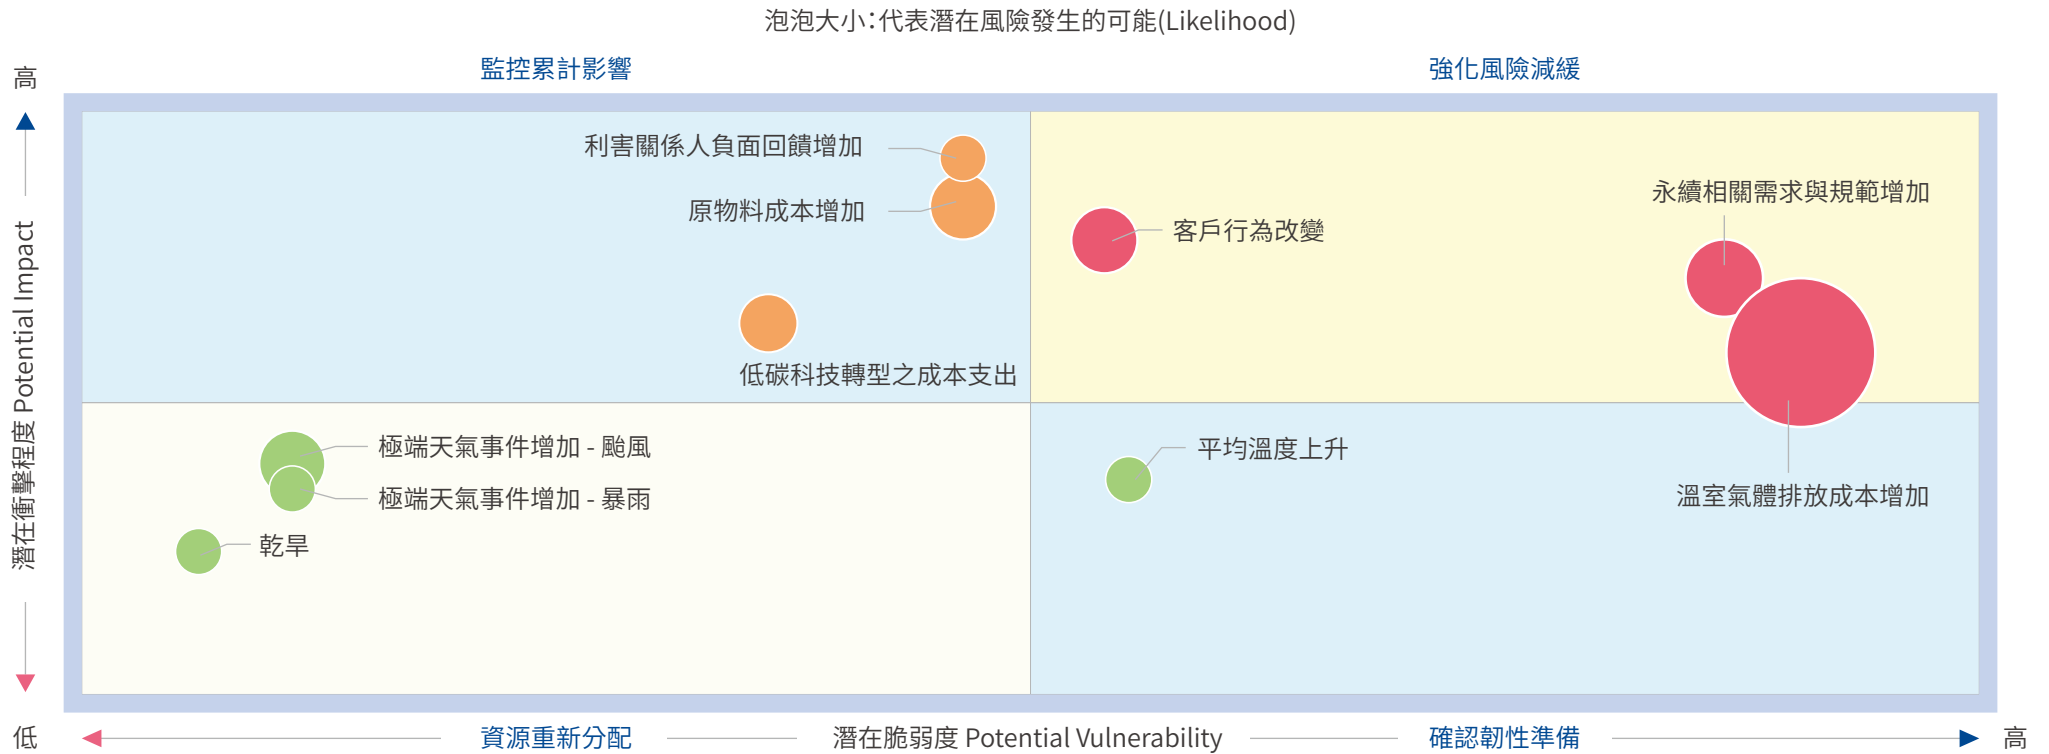 泡泡大小：代表潛在風險發生的可能(Likelihood)
高
監控累計影響
強化風險減緩
利害關係人負面回饋增加
原物料成本增加
低碳科技轉型之成本支出
客戶行為改變
永續相關需求與規範增加
潛在衝擊程度 Potential Impact
極端天氣事件增加 - 颱風
極端天氣事件增加 - 暴雨
乾旱
平均溫度上升
溫室氣體排放成本增加
低
資源重新分配
潛在脆弱度 Potential Vulnerability
確認韌性準備
高